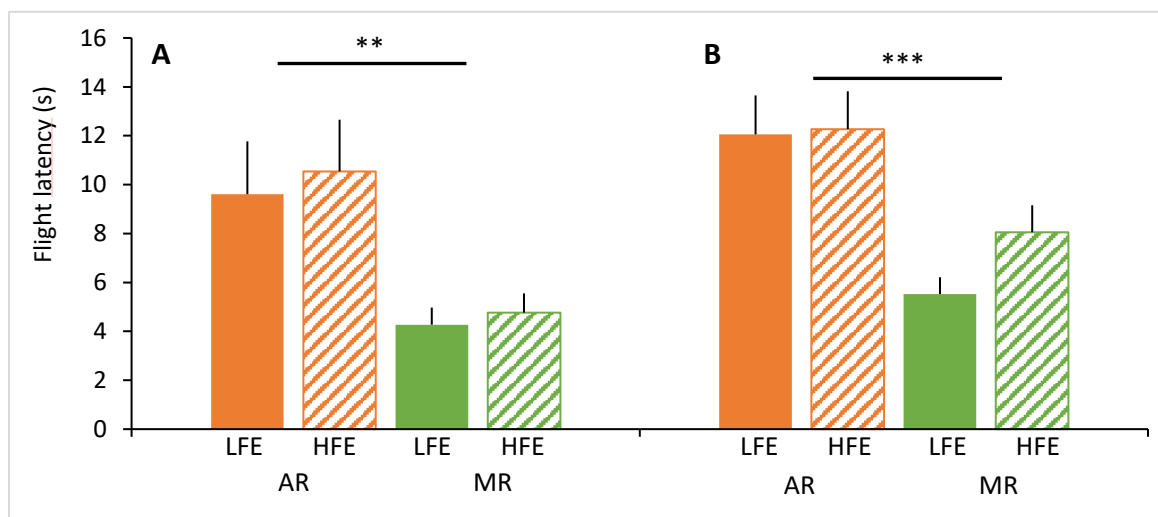 Flight latency (s)
16
14
12
10
8
6
4
2
0
A
**
B
***
LFE HFE LFE HFE LFE HFE LFE HFE
AR MR AR MR